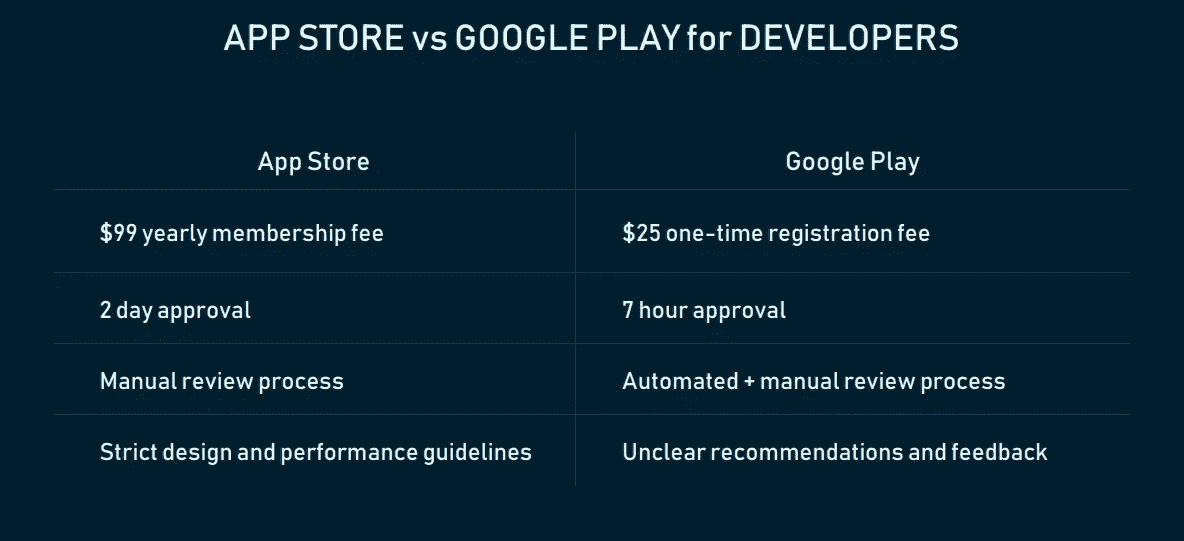 APP STORE vs GOOGLE PLAY for DEVELOPERS
App Store
Google Play
$99 yearly membership fee
$25 one-time registration fee
2 day approval
7 hour approval
Manual review process
Automated + manual review process
Strict design and performance guidelines
Unclear recommendations and feedback